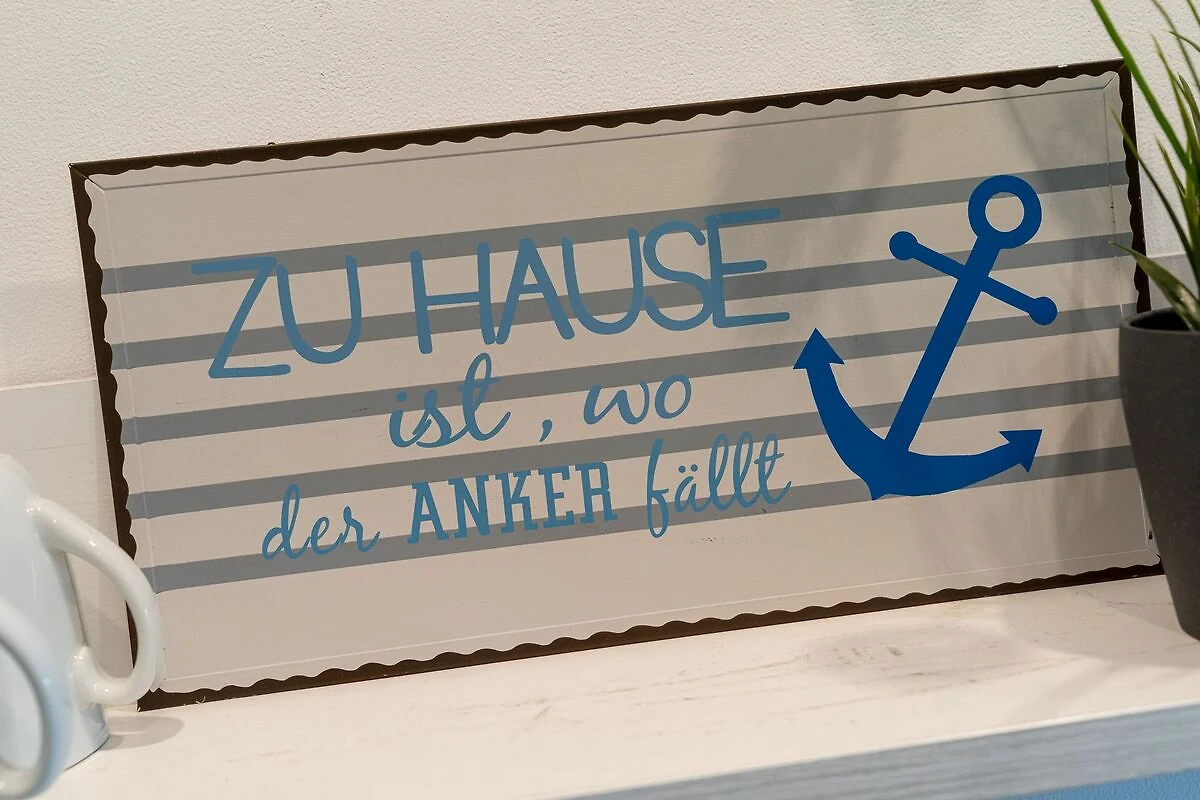 ZU HAUSE
ist , wo
der ANKER fällt